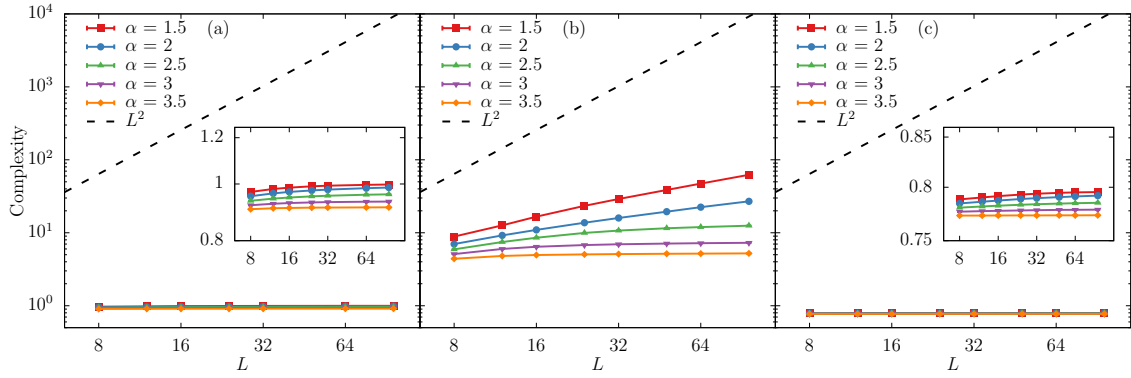 Complexity
10^4
10^3
10^2
10^1
10^0
(a)
α = 1.5
α = 2
α = 2.5
α = 3
α = 3.5
L^2
1.2
1
0.8
8 16 32 64
8 16 32 64
L
(b)
α = 1.5
α = 2
α = 2.5
α = 3
α = 3.5
L^2
8 16 32 64
L
(c)
α = 1.5
α = 2
α = 2.5
α = 3
α = 3.5
L^2
0.85
0.8
0.75
8 16 32 64
8 16 32 64
L